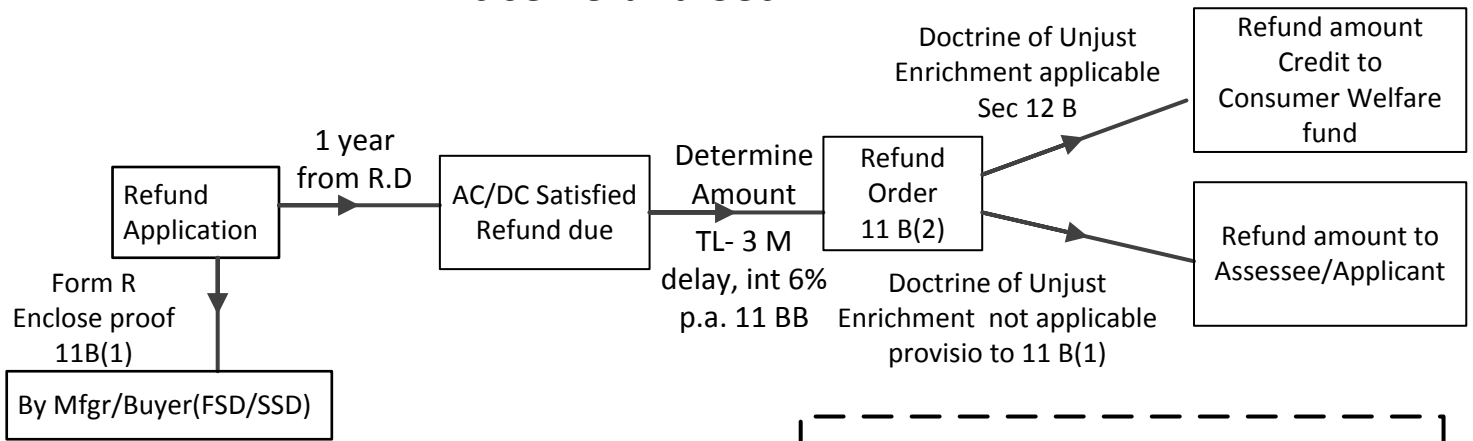 Doctrine of Unjust
Enrichment applicable
Sec 12 B
Refund amount
Credit to
Consumer Welfare
fund
1 year
from R.D
Refund
Application
AC/DC Satisfied
Refund due
Determine
Amount
TL- 3 M
delay, int 6%
p.a. 11 BB
Refund
Order
11 B(2)
Refund amount to
Assessee/Applicant
Doctrine of Unjust
Enrichment not applicable
provisio to 11 B(1)
Form R
Enclose proof
11B(1)
By Mfgr/Buyer(FSD/SSD)